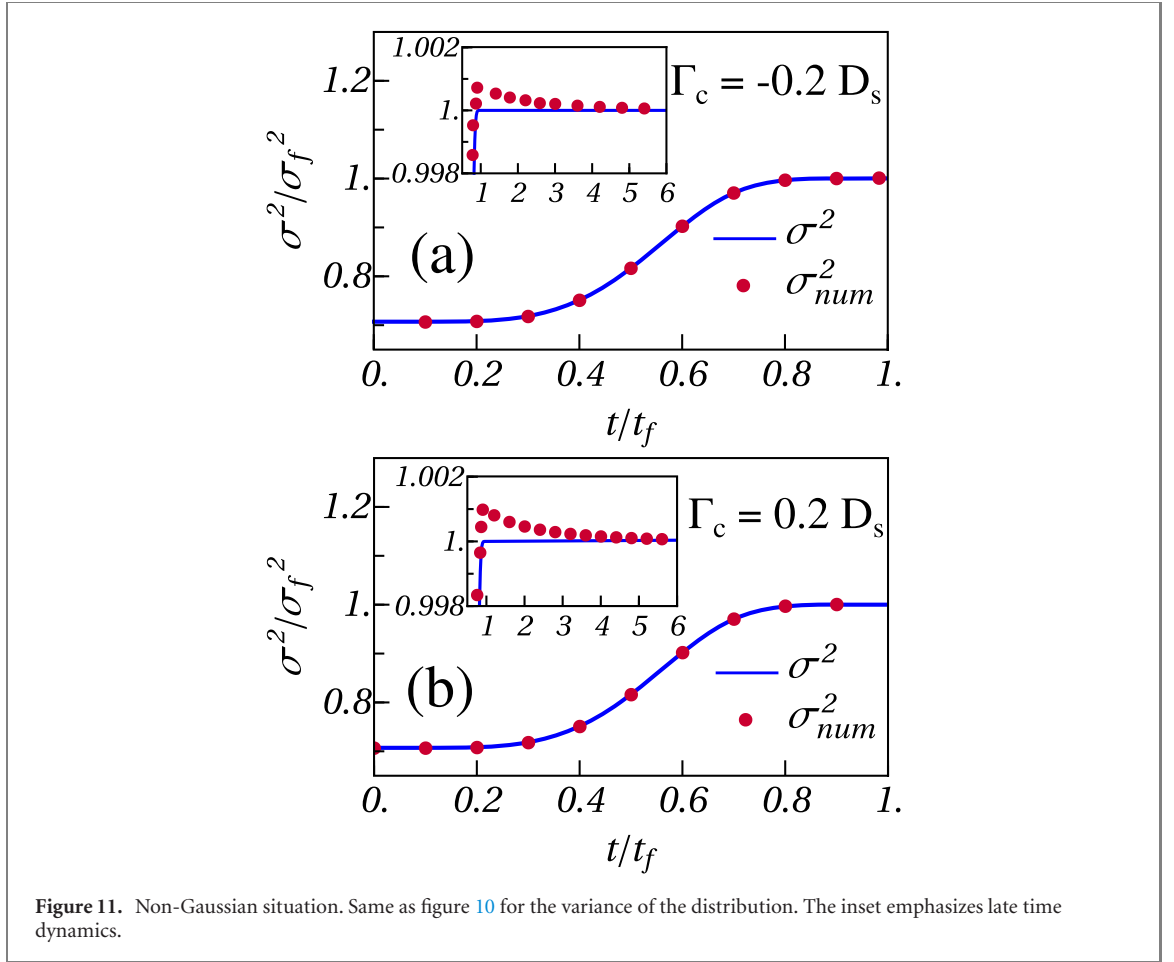 1.002
1.
0.998
1 2 3 4 5 6
Γc = -0.2 Ds
1.2
1.
0.8
σ²/σf²
(a)
σ²
σ²num
0. 0.2 0.4 0.6 0.8 1.
t/tf
1.002
1.
0.998
1 2 3 4 5 6
Γc = 0.2 Ds
1.2
1.
0.8
σ²/σf²
(b)
σ²
σ²num
0. 0.2 0.4 0.6 0.8 1.
t/tf
Figure 11. Non-Gaussian situation. Same as figure 10 for the variance of the distribution. The inset emphasizes late time
dynamics.